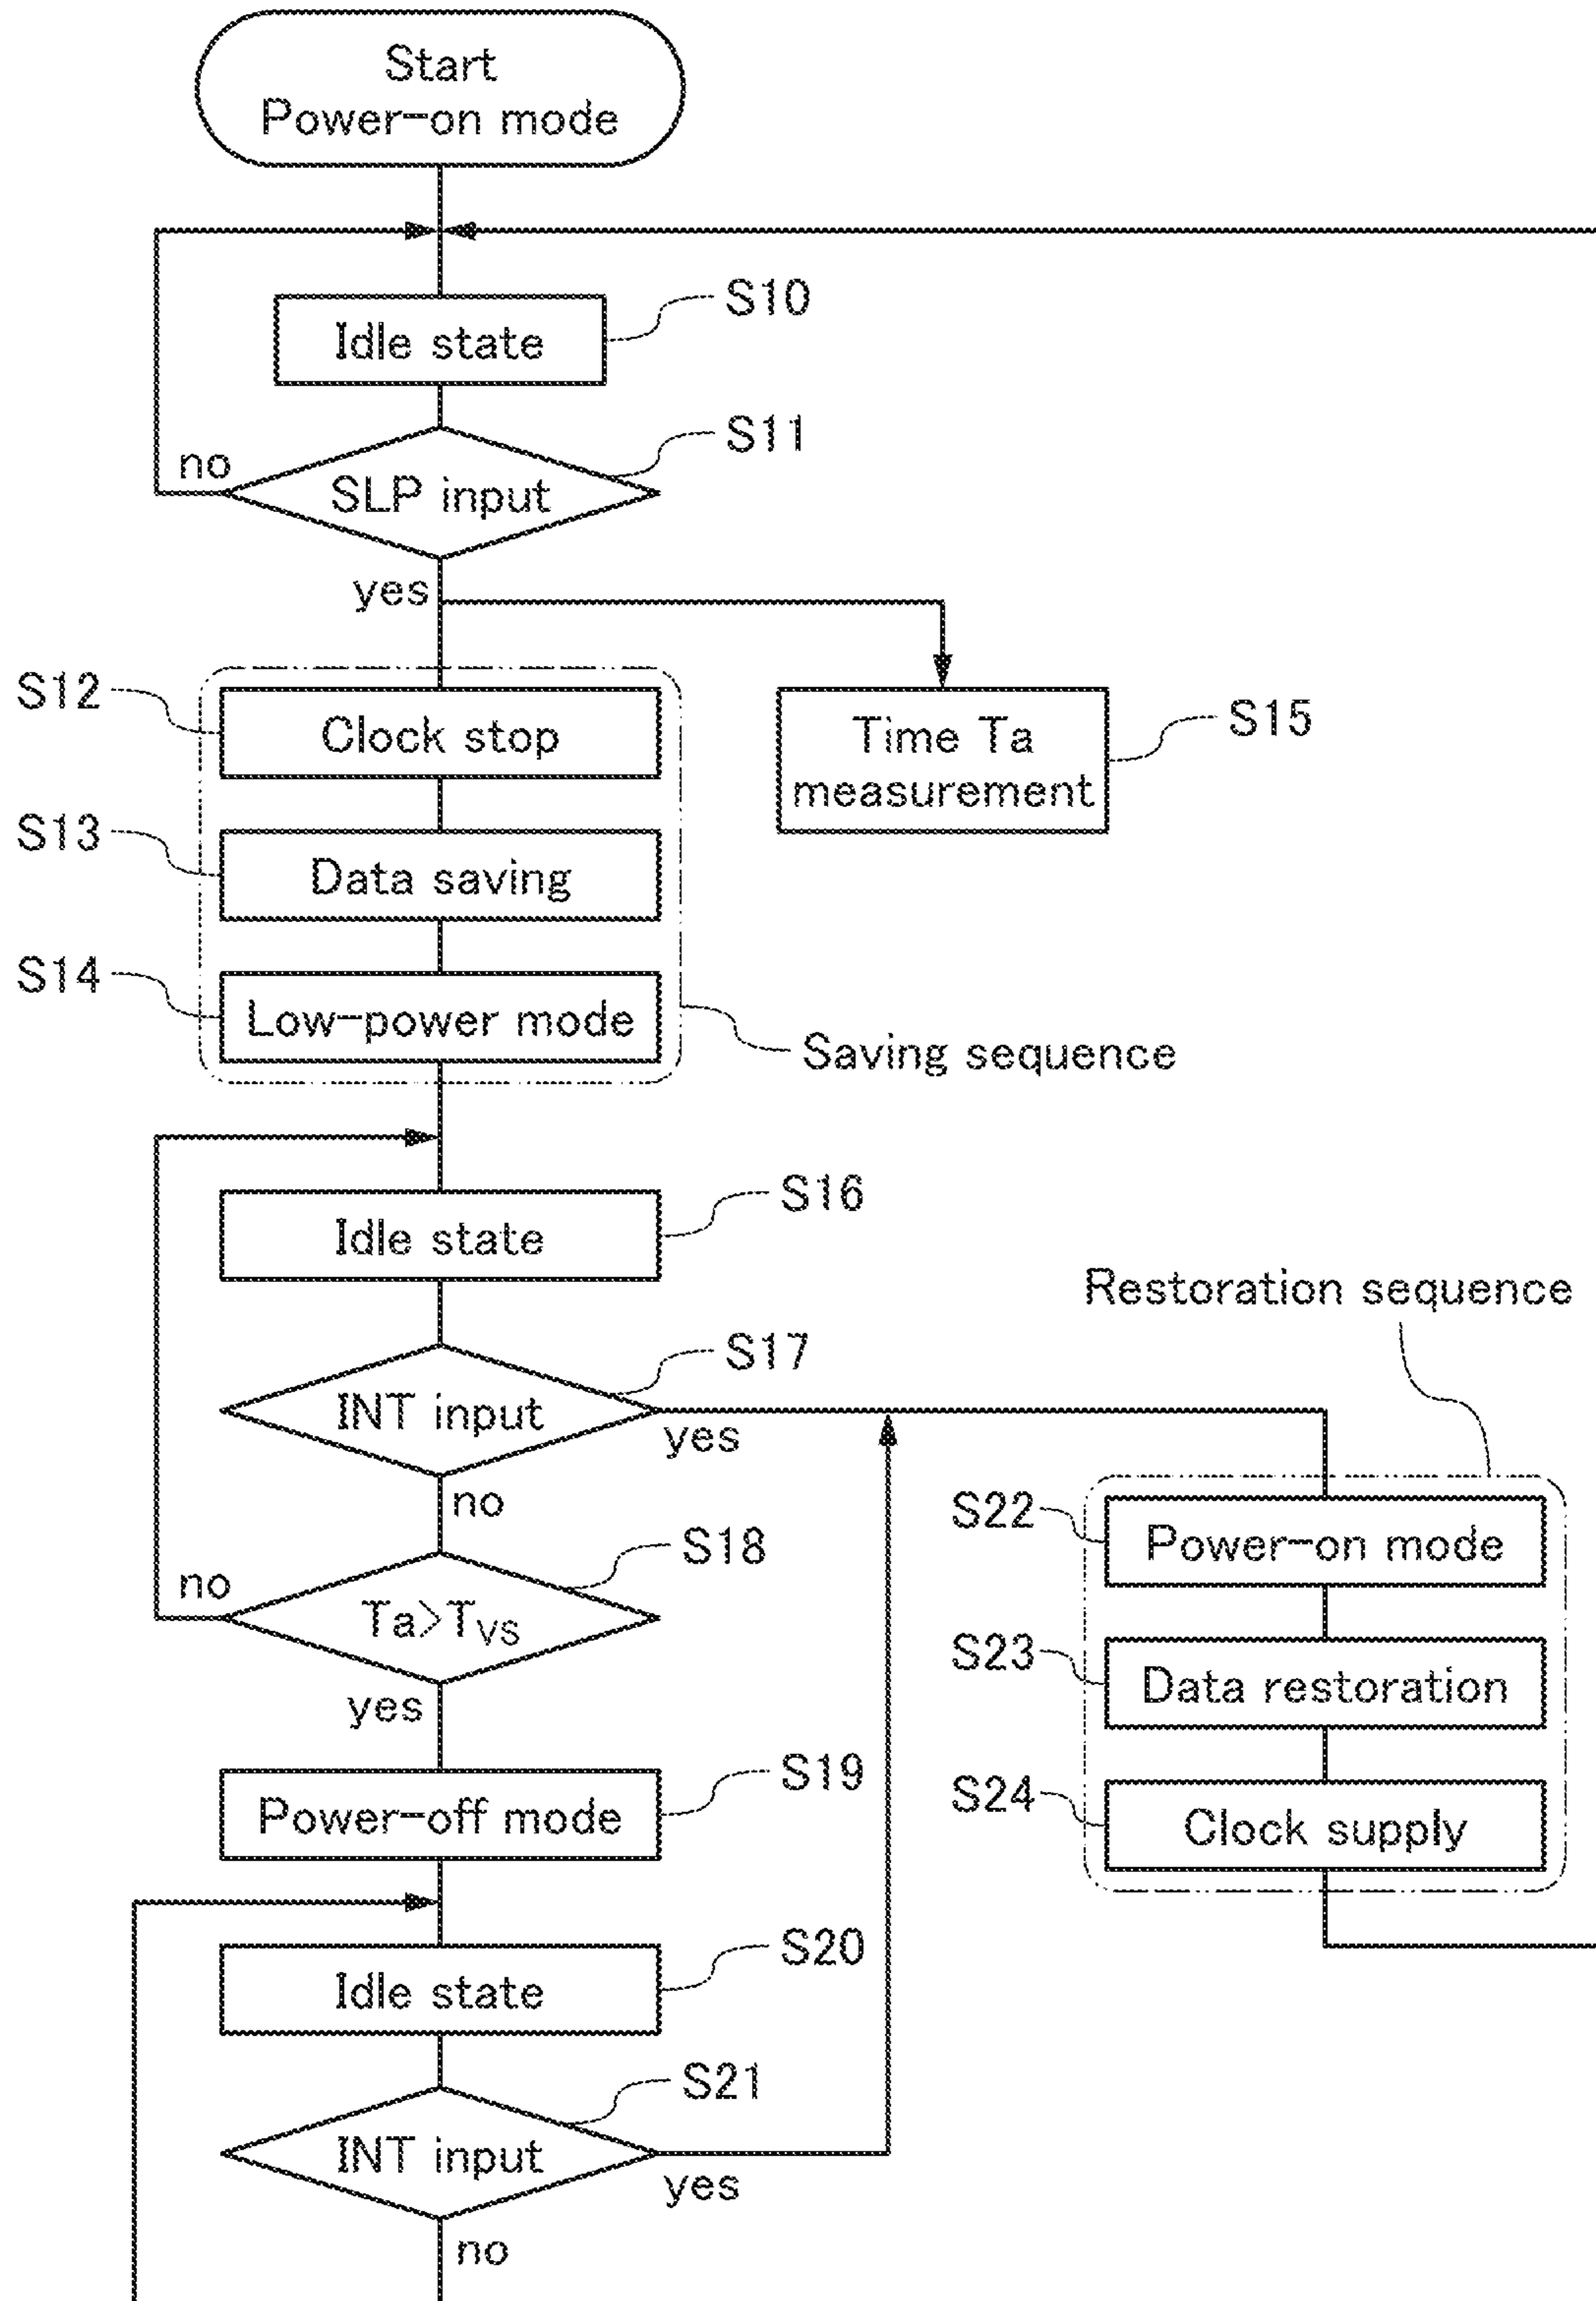 Start
Power-on mode
Idle state
S10
SLP input
S11
no
yes
S12
Clock stop
Time Ta
measurement
S15
S13
Data saving
S14
Low-power mode
Saving sequence
Idle state
S16
Restoration sequence
INT input
S17
yes
no
S18
no
Ta>TVS
yes
S22
Power-on mode
S23
Data restoration
S24
Clock supply
Power-off mode
S19
Idle state
S20
INT input
S21
yes
no